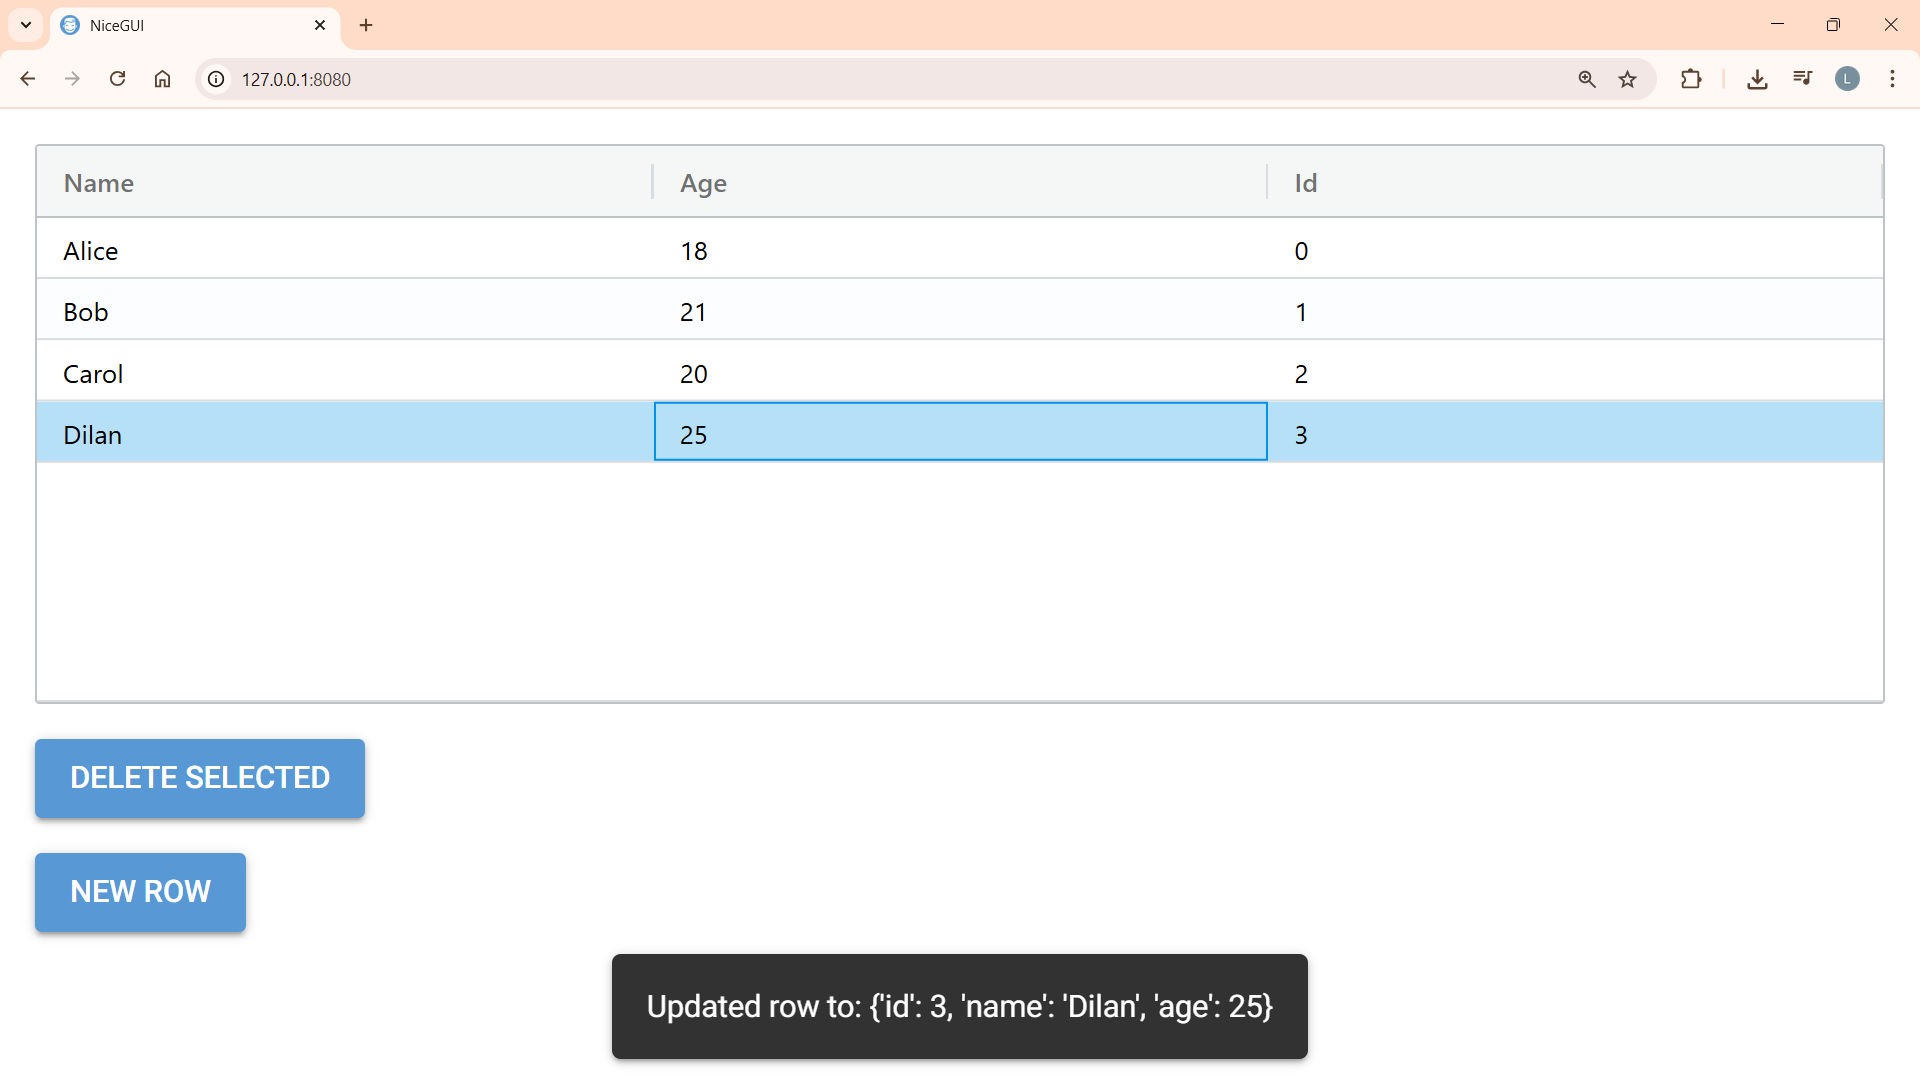 NiceGUI
127.0.0.1:8080
L
Name Age Id
Alice 18 0
Bob 21 1
Carol 20 2
Dilan 25 3
DELETE SELECTED
NEW ROW
Updated row to: {'id': 3, 'name': 'Dilan', 'age': 25}